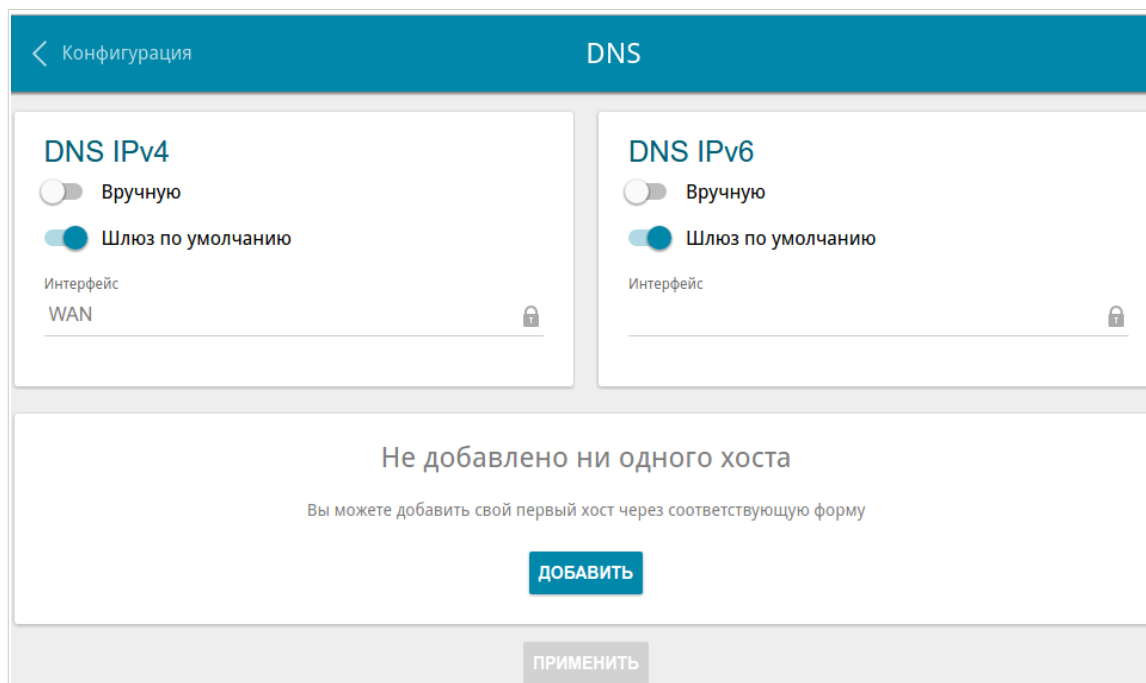 Конфигурация
DNS
DNS IPv4
Вручную
Шлюз по умолчанию
Интерфейс
WAN
DNS IPv6
Вручную
Шлюз по умолчанию
Интерфейс
Не добавлено ни одного хоста
Вы можете добавить свой первый хост через соответствующую форму
ДОБАВИТЬ
ПРИМЕНИТЬ